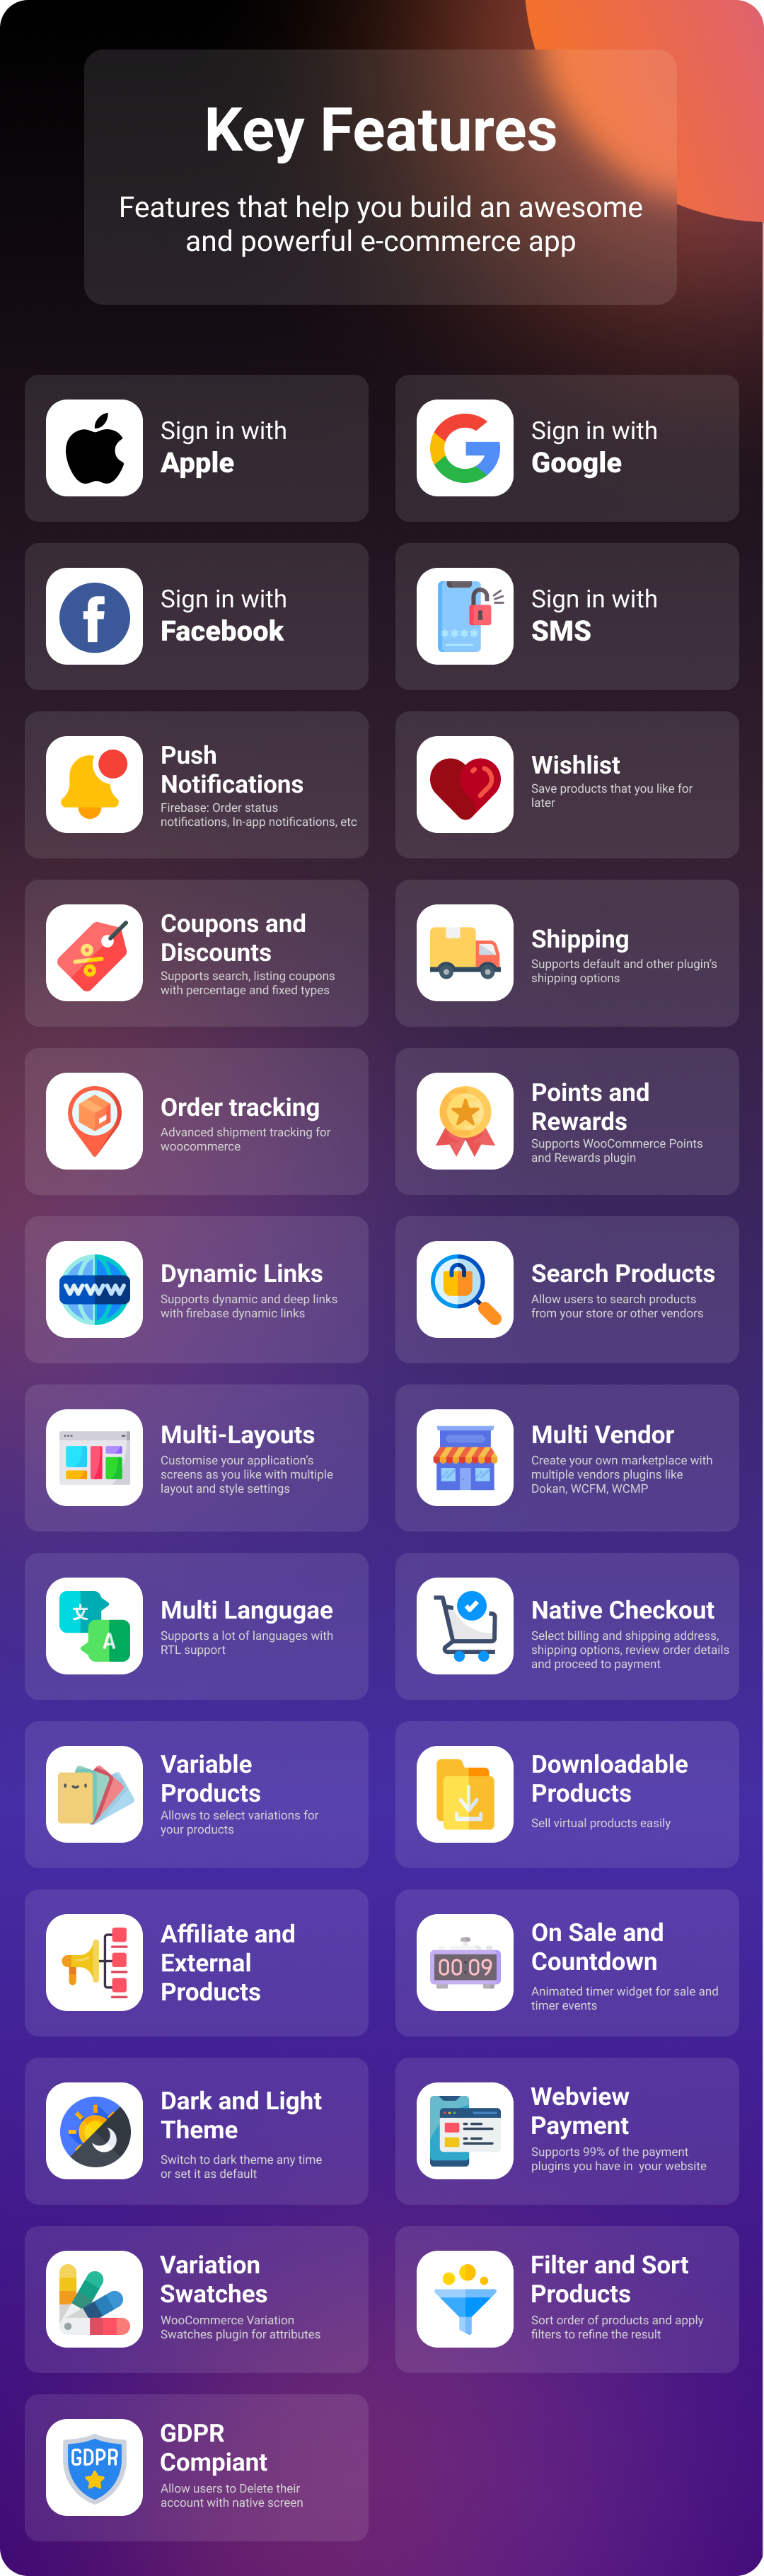 Key Features
Features that help you build an awesome
and powerful e-commerce app
Sign in with
Apple
Sign in with
Google
Sign in with
Facebook
Sign in with
SMS
Push
Notifications
Firebase: Order status
notifications, In-app notifications, etc
Wishlist
Save products that you like for
later
Coupons and
Discounts
Supports search, listing coupons
with percentage and fixed types
Shipping
Supports default and other plugin's
shipping options
Order tracking
Advanced shipment tracking for
woocommerce
Points and
Rewards
Supports WooCommerce Points
and Rewards plugin
WWW
Dynamic Links
Supports dynamic and deep links
with firebase dynamic links
Search Products
Allow users to search products
from your store or other vendors
Multi-Layouts
Customise your application's
screens as you like with multiple
layout and style settings
Multi Vendor
Create your own marketplace with
multiple vendors plugins like
Dokan, WCFM, WCMP
文
A
Multi Langugae
Supports a lot of languages with
RTL support
Native Checkout
Select billing and shipping address,
shipping options, review order details
and proceed to payment
Variable
Products
Allows to select variations for
your products
Downloadable
Products
Sell virtual products easily
Affiliate and
External
Products
00:09
On Sale and
Countdown
Animated timer widget for sale and
timer events
Dark and Light
Theme
Switch to dark theme any time
or set it as default
Webview
Payment
Supports 99% of the payment
plugins you have in  your website
Variation
Swatches
WooCommerce Variation
Swatches plugin for attributes
Filter and Sort
Products
Sort order of products and apply
filters to refine the result
GDPR
GDPR
Compiant
Allow users to Delete their
account with native screen